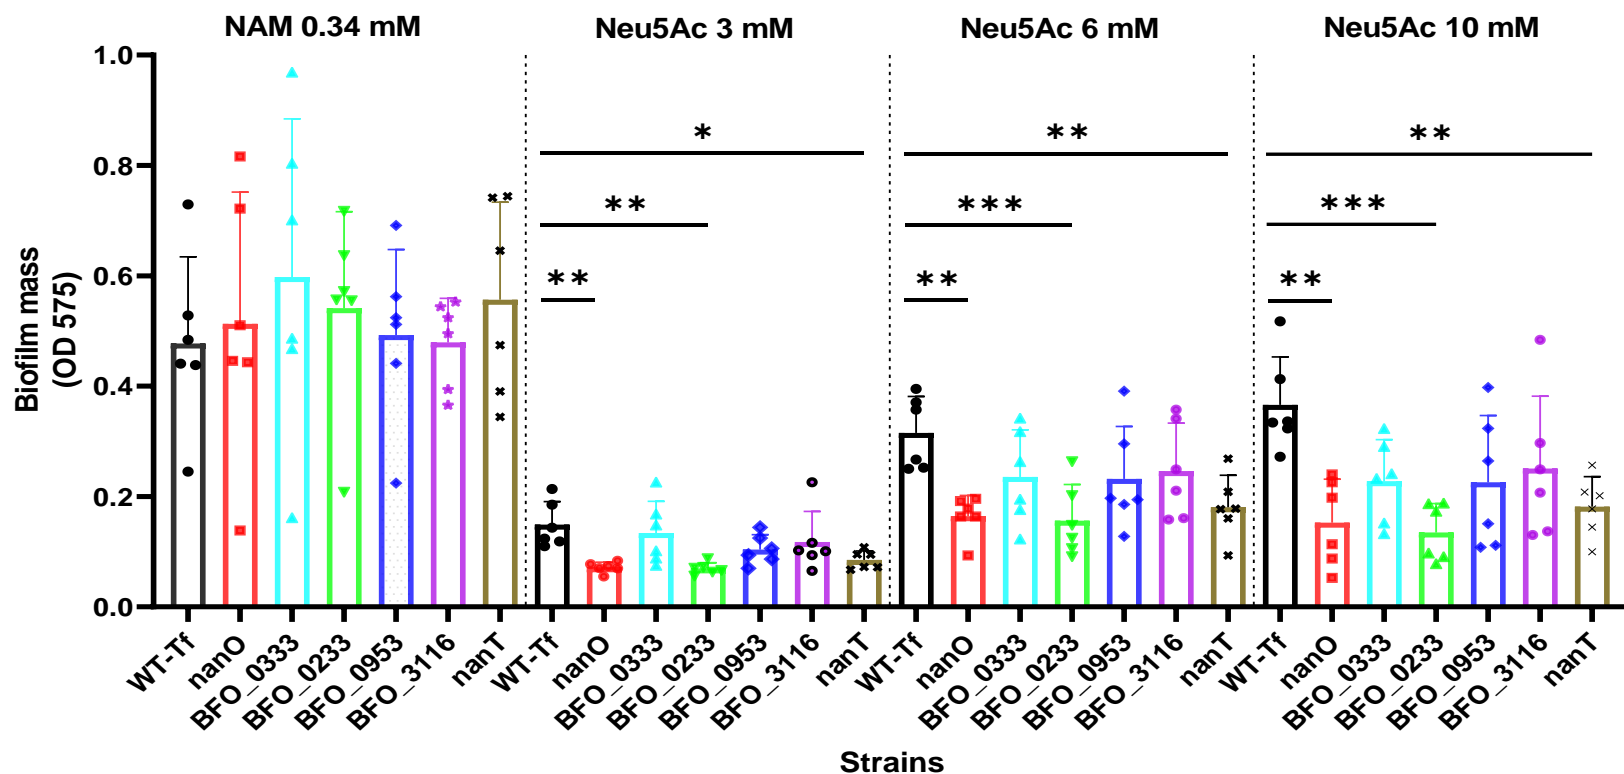 NAM 0.34 mM
Neu5Ac 3 mM
Neu5Ac 6 mM
Neu5Ac 10 mM
Biofilm mass
(OD 575)
1.0
0.8
0.6
0.4
0.2
0.0
*
**
**
**
***
**
**
***
**
WT-Tf
nanO
BFO_0333
BFO_0233
BFO_0953
BFO_3116
nanT
WT-Tf
nanO
BFO_0333
BFO_0233
BFO_0953
BFO_3116
nanT
WT-Tf
nanO
BFO_0333
BFO_0233
BFO_0953
BFO_3116
nanT
WT-Tf
nanO
BFO_0333
BFO_0233
BFO_0953
BFO_3116
nanT
Strains